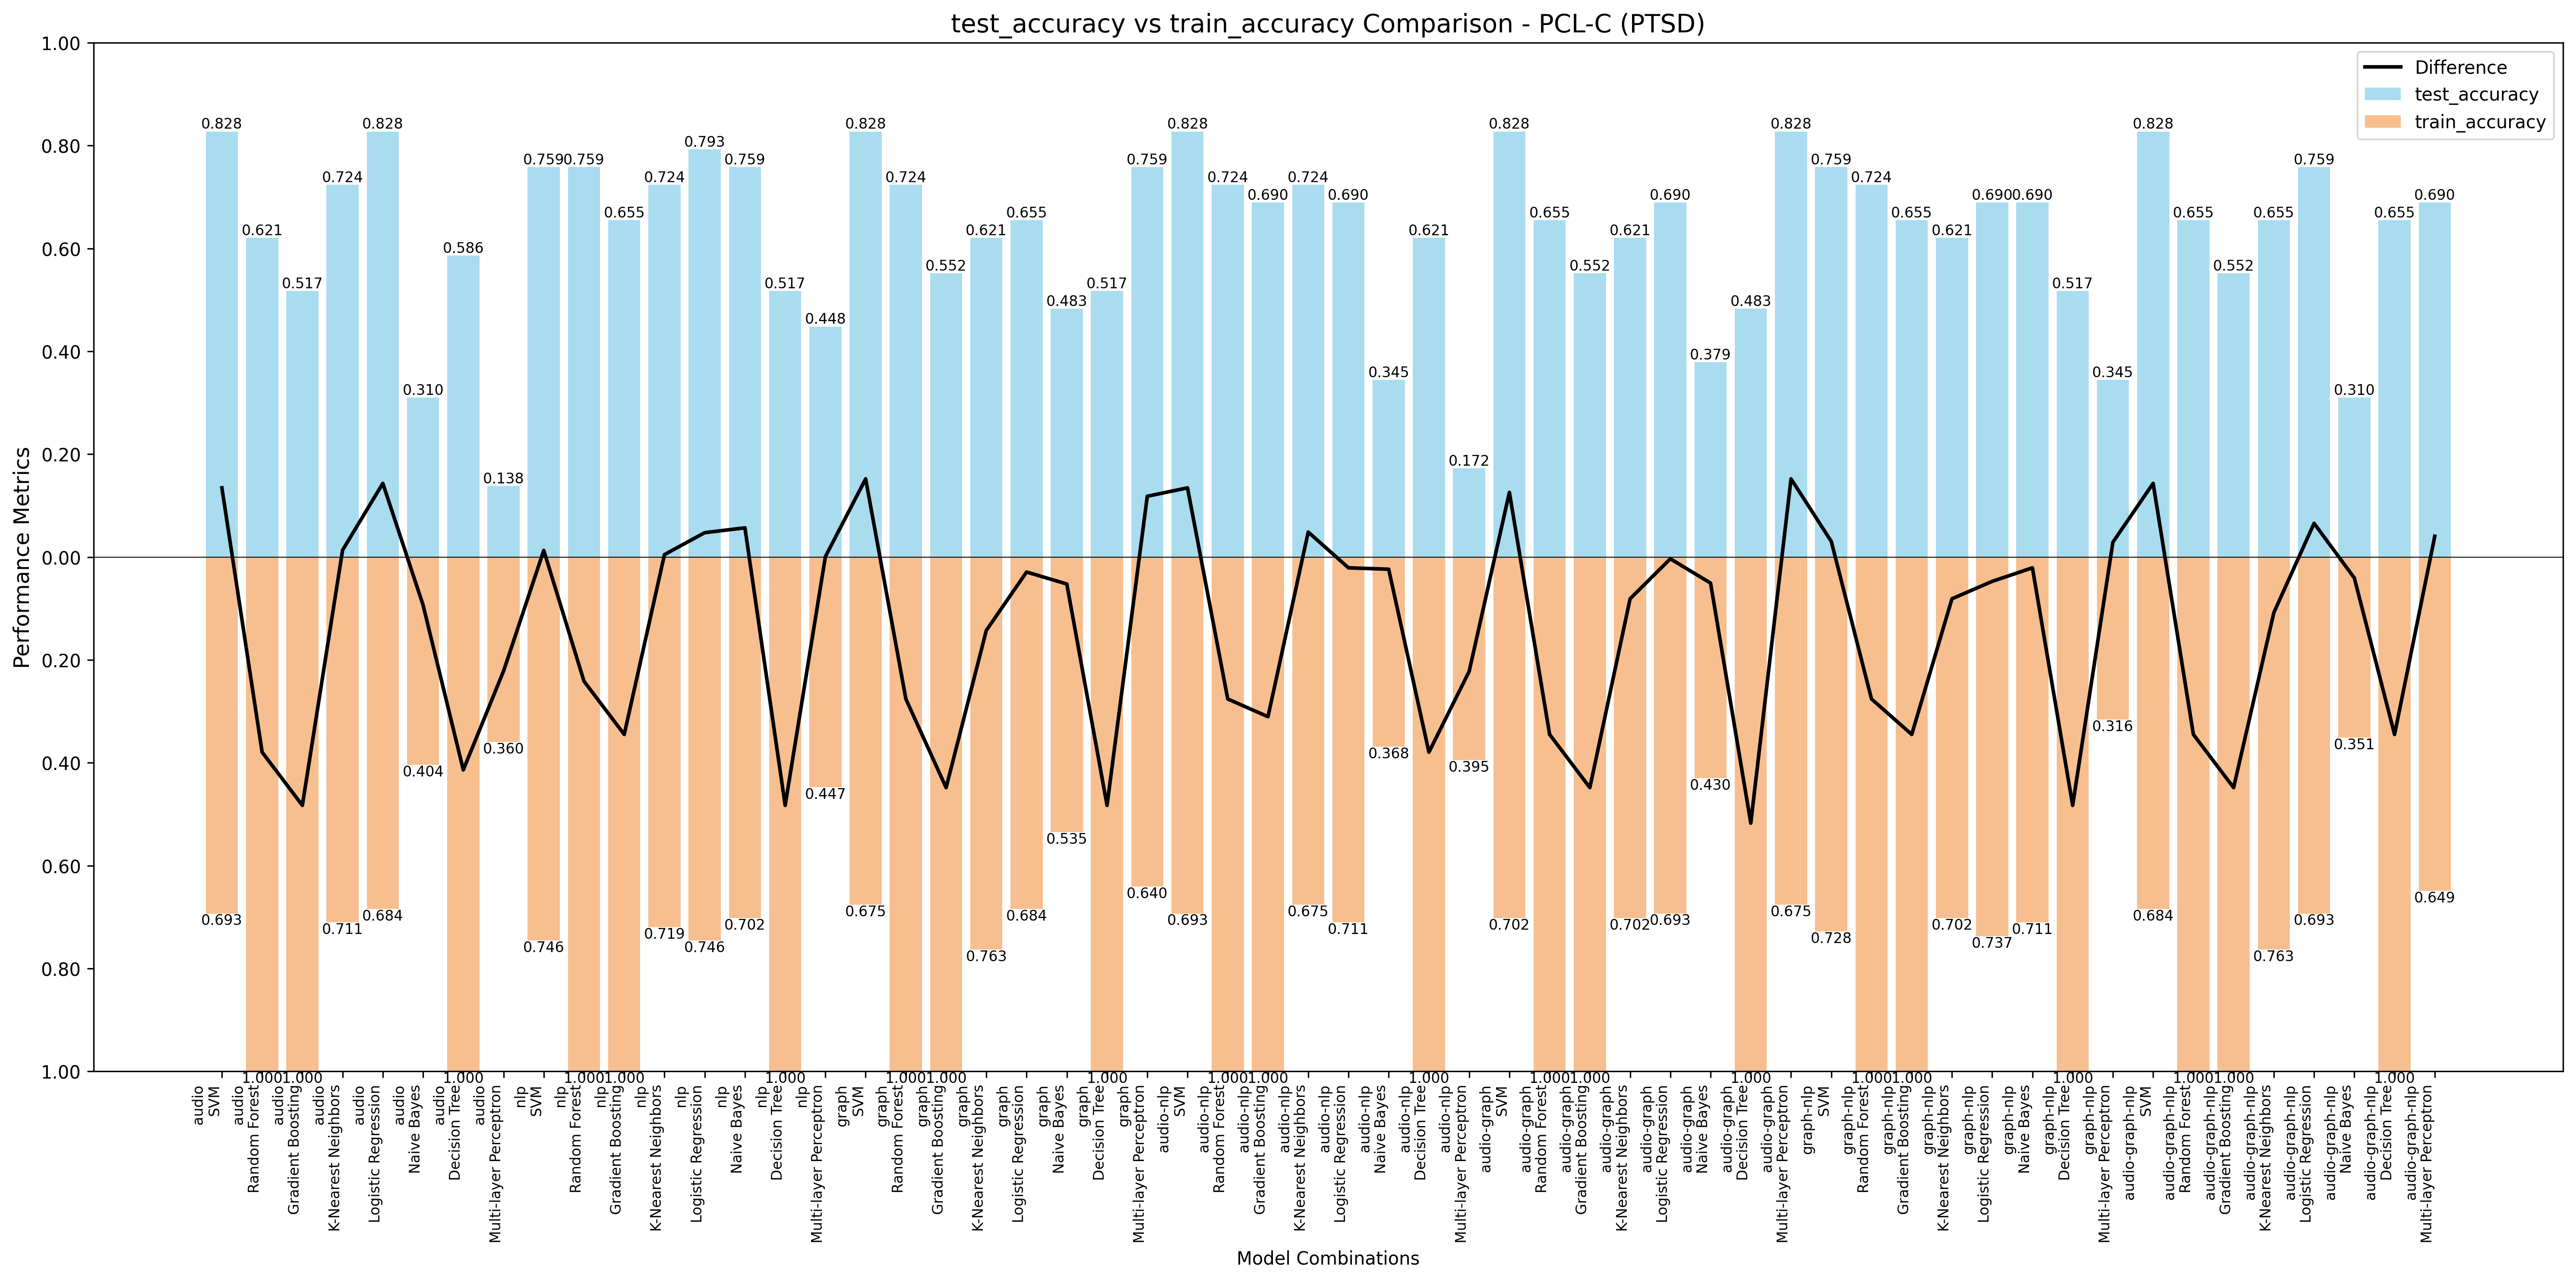 test_accuracy vs train_accuracy Comparison - PCL-C (PTSD)
Difference
test_accuracy
train_accuracy
Performance Metrics
1.00
0.80
0.60
0.40
0.20
0.00
0.20
0.40
0.60
0.80
1.00
0.828 0.621 0.517 0.724 0.828 0.310 0.586 0.138
0.759 0.759 0.655 0.724 0.793 0.759 0.517 0.448
0.828 0.724 0.552 0.621 0.655 0.483 0.517 0.759
0.828 0.724 0.690 0.724 0.690 0.345 0.621 0.172
0.828 0.655 0.552 0.621 0.690 0.379 0.483 0.828
0.759 0.724 0.655 0.621 0.690 0.690 0.517 0.345
0.828 0.655 0.552 0.655 0.759 0.310 0.655 0.690
0.693 1.000 1.000 0.711 0.684 0.404 1.000 0.360
0.746 1.000 1.000 0.719 0.746 0.702 1.000 0.447
0.675 1.000 1.000 0.763 0.684 0.535 1.000 0.640
0.693 1.000 1.000 0.675 0.711 0.368 1.000 0.395
0.702 1.000 1.000 0.702 0.693 0.430 1.000 0.675
0.728 1.000 1.000 0.702 0.737 0.711 1.000 0.316
0.684 1.000 1.000 0.763 0.693 0.351 1.000 0.649
audio
SVM
audio
Random Forest
audio
Gradient Boosting
audio
K-Nearest Neighbors
audio
Logistic Regression
audio
Naive Bayes
audio
Decision Tree
audio
Multi-layer Perceptron
nlp
SVM
nlp
Random Forest
nlp
Gradient Boosting
nlp
K-Nearest Neighbors
nlp
Logistic Regression
nlp
Naive Bayes
nlp
Decision Tree
nlp
Multi-layer Perceptron
graph
SVM
graph
Random Forest
graph
Gradient Boosting
graph
K-Nearest Neighbors
graph
Logistic Regression
graph
Naive Bayes
graph
Decision Tree
graph
Multi-layer Perceptron
audio-nlp
SVM
audio-nlp
Random Forest
audio-nlp
Gradient Boosting
audio-nlp
K-Nearest Neighbors
audio-nlp
Logistic Regression
audio-nlp
Naive Bayes
audio-nlp
Decision Tree
audio-nlp
Multi-layer Perceptron
audio-graph
SVM
audio-graph
Random Forest
audio-graph
Gradient Boosting
audio-graph
K-Nearest Neighbors
audio-graph
Logistic Regression
audio-graph
Naive Bayes
audio-graph
Decision Tree
audio-graph
Multi-layer Perceptron
graph-nlp
SVM
graph-nlp
Random Forest
graph-nlp
Gradient Boosting
graph-nlp
K-Nearest Neighbors
graph-nlp
Logistic Regression
graph-nlp
Naive Bayes
graph-nlp
Decision Tree
graph-nlp
Multi-layer Perceptron
audio-graph-nlp
SVM
audio-graph-nlp
Random Forest
audio-graph-nlp
Gradient Boosting
audio-graph-nlp
K-Nearest Neighbors
audio-graph-nlp
Logistic Regression
audio-graph-nlp
Naive Bayes
audio-graph-nlp
Decision Tree
audio-graph-nlp
Multi-layer Perceptron
Model Combinations